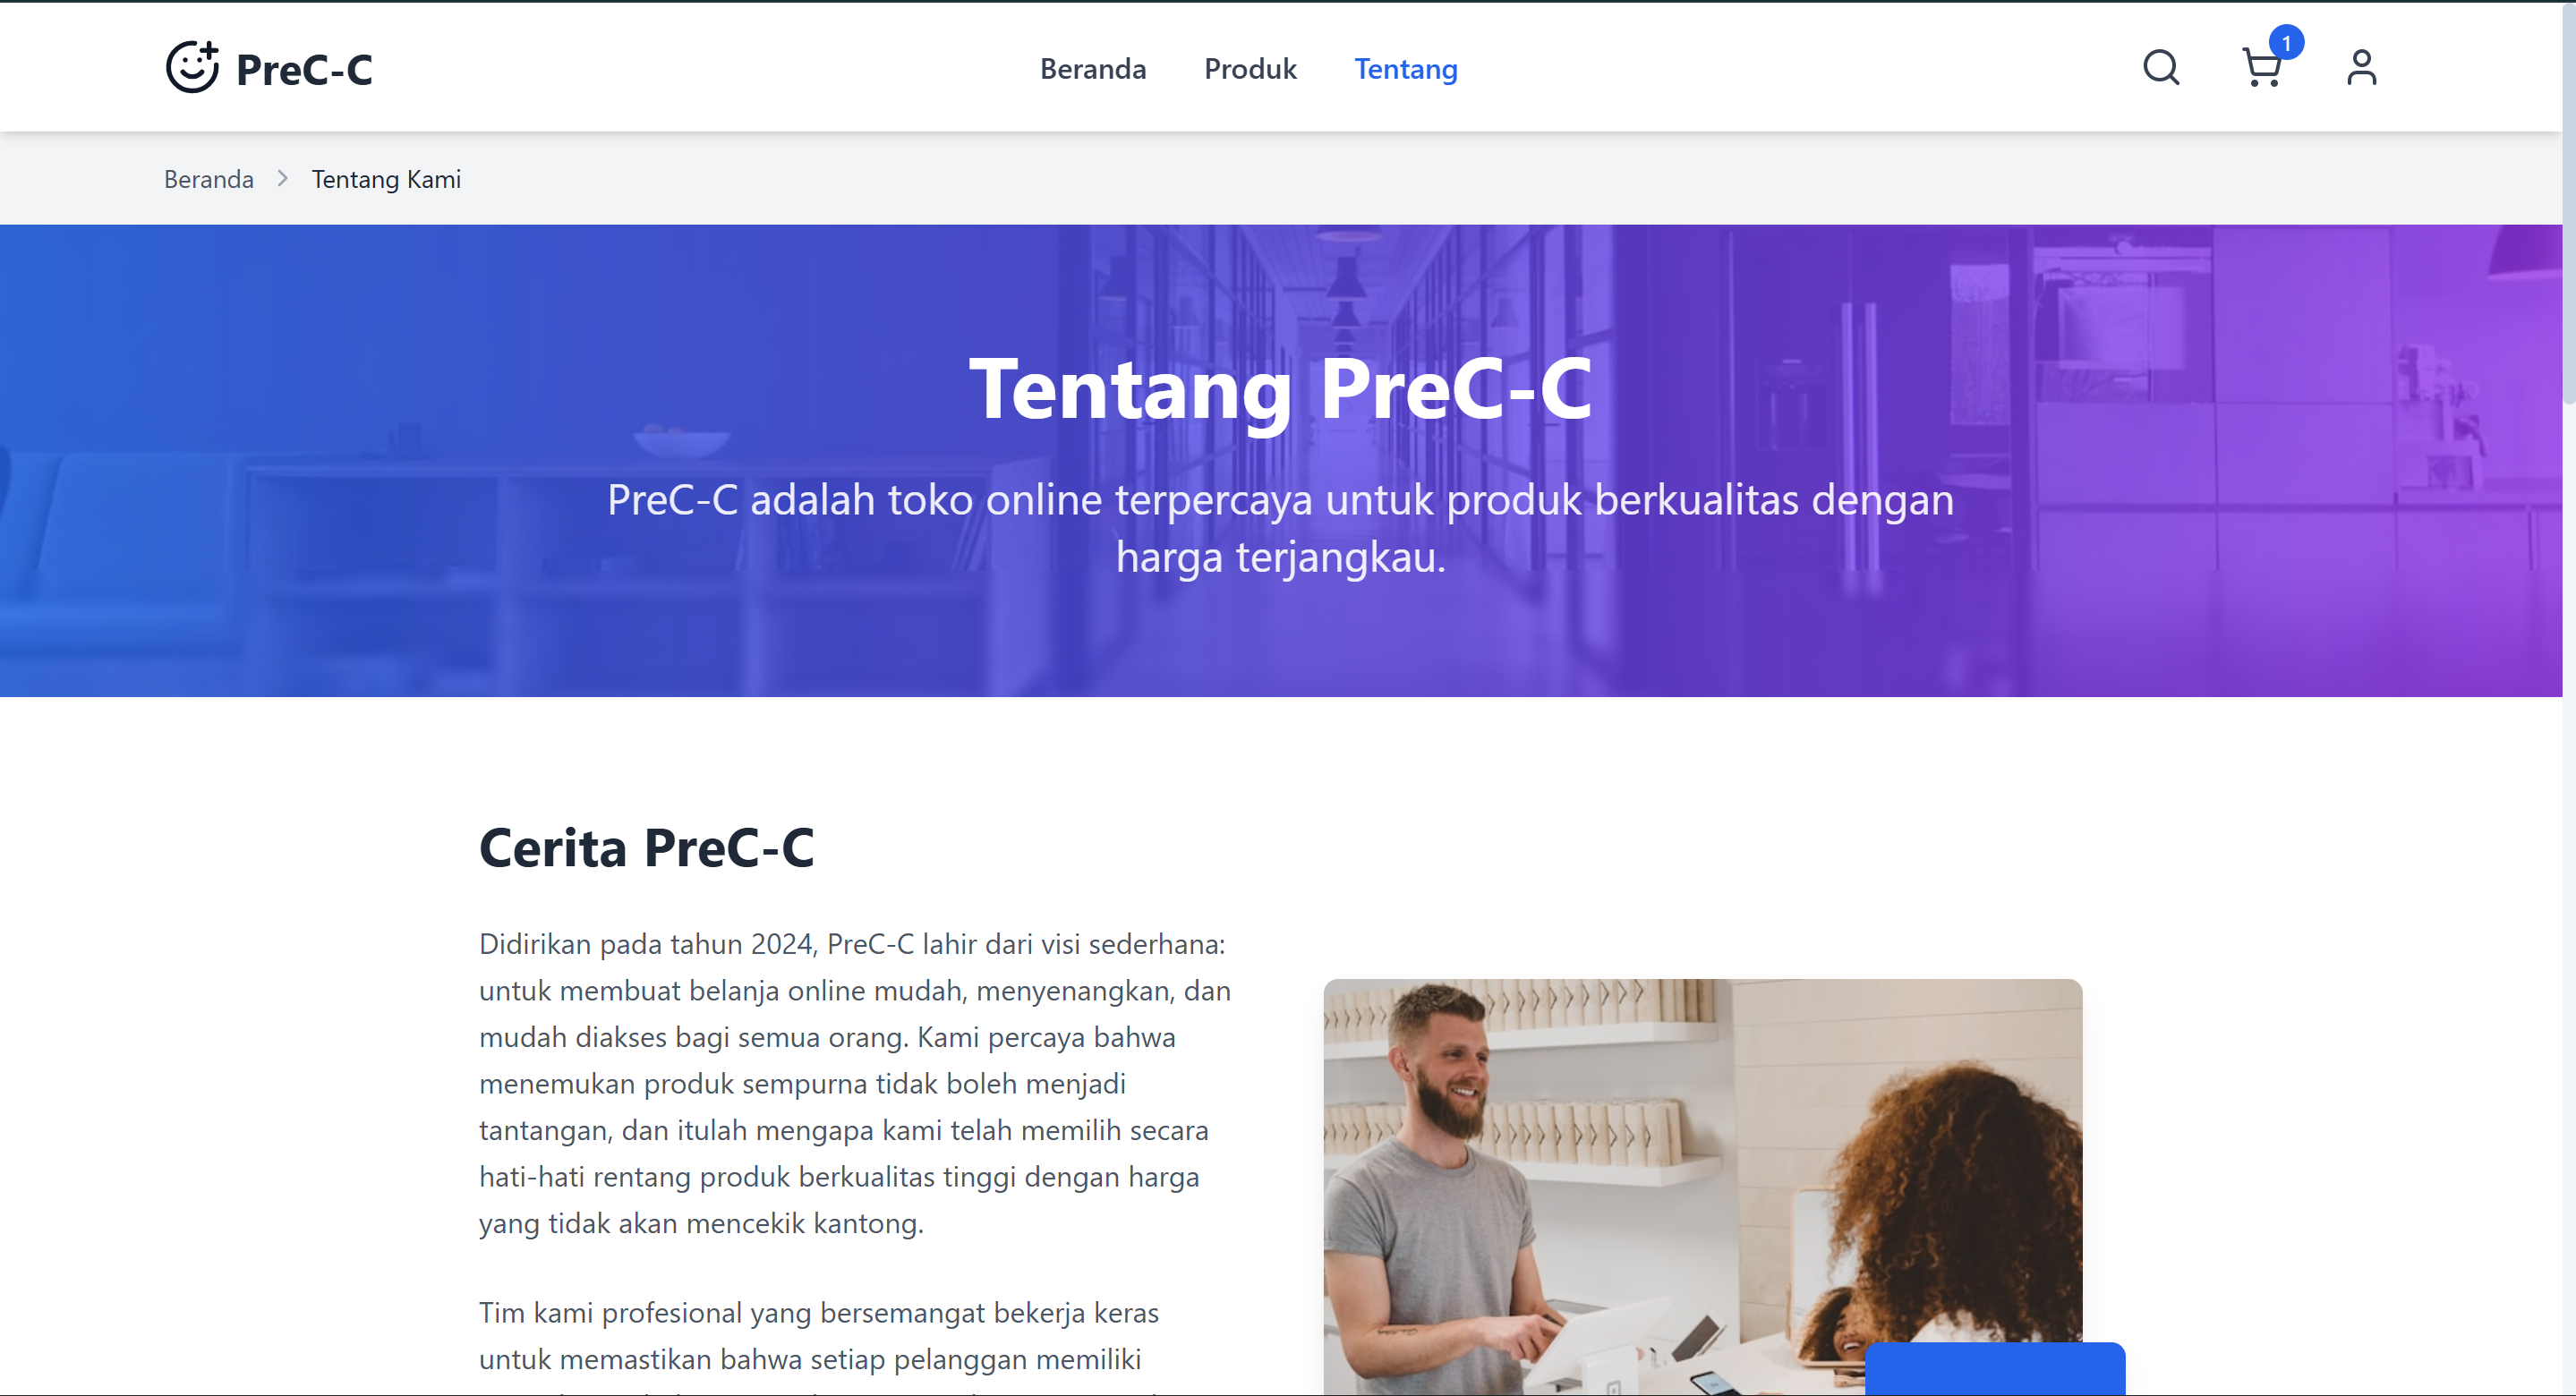 PreC-C
Beranda
Produk
Tentang
1
Beranda
Tentang Kami
Tentang PreC-C
PreC-C adalah toko online terpercaya untuk produk berkualitas dengan
harga terjangkau.
Cerita PreC-C
Didirikan pada tahun 2024, PreC-C lahir dari visi sederhana:
untuk membuat belanja online mudah, menyenangkan, dan
mudah diakses bagi semua orang. Kami percaya bahwa
menemukan produk sempurna tidak boleh menjadi
tantangan, dan itulah mengapa kami telah memilih secara
hati-hati rentang produk berkualitas tinggi dengan harga
yang tidak akan mencekik kantong.
Tim kami profesional yang bersemangat bekerja keras
untuk memastikan bahwa setiap pelanggan memiliki